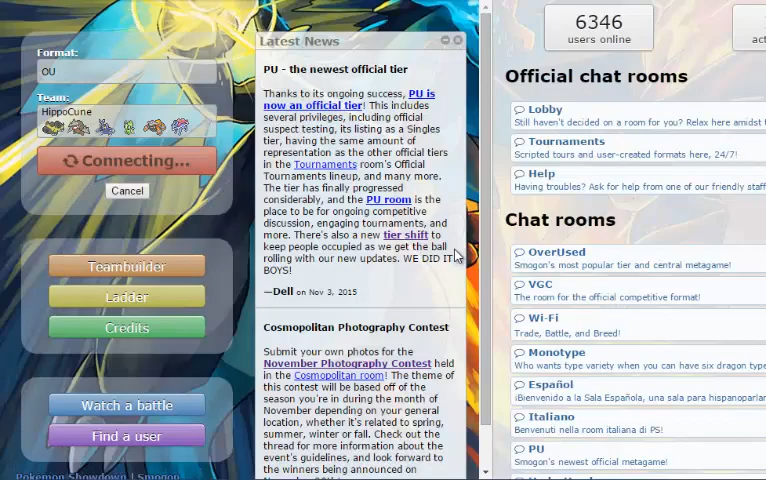 Format:
OU
Team:
HippoCune
Connecting...
Cancel
Teambuilder
Ladder
Credits
Watch a battle
Find a user
Pokemon Showdown | Smogon
Latest News
PU - the newest official tier
Thanks to its ongoing success, PU is
now an official tier! This includes
several privileges, including official
suspect testing, its listing as a Singles
tier, having the same amount of
representation as the other official tiers
in the Tournaments room's Official
Tournaments lineup, and many more.
The tier has finally progressed
considerably, and the PU room is the
place to be for ongoing competitive
discussion, engaging tournaments, and
more. There's also a new tier shift to
keep people occupied as we get the ball
rolling with our new updates. WE DID IT
BOYS!
—Dell on Nov 3, 2015
Cosmopolitan Photography Contest
Submit your own photos for the
November Photography Contest held
in the Cosmopolitan room! The theme of
this contest will be based off of the
season you're in during the month of
November depending on your general
location, whether it's related to spring,
summer, winter or fall. Check out the
thread for more information about the
event's guidelines, and look forward to
the winners being announced on
6346
users online
act
Official chat rooms
Lobby
Still haven't decided on a room for you? Relax here amidst t
Tournaments
Scripted tours and user-created formats here, 24/7!
Help
Having troubles? Ask for help from one of our friendly staff
Chat rooms
OverUsed
Smogon's most popular tier and central metagame!
VGC
The room for the official competitive format!
Wi-Fi
Trade, Battle, and Breed!
Monotype
Who wants type variety when you can have six dragon type
Español
¡Bienvenido a la Sala Española, una sala para hispanoparlan
Italiano
Benvenuti nella room italiana di PS!
PU
Smogon's newest official metagame!